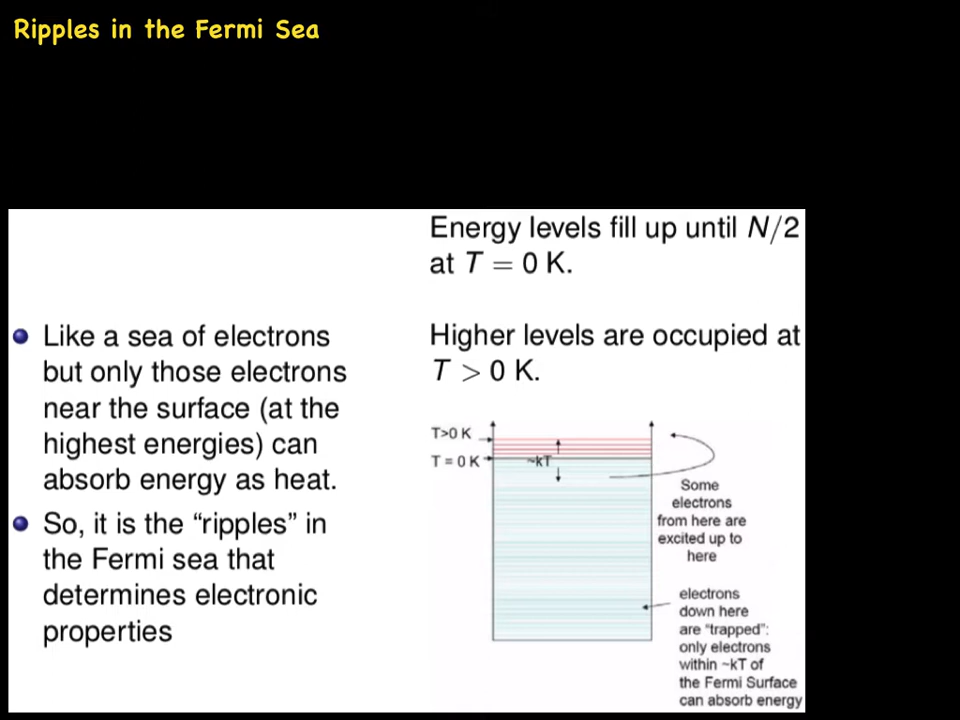 Ripples in the Fermi Sea
Energy levels fill up until N/2
at T = 0 K.
Like a sea of electrons
but only those electrons
near the surface (at the
highest energies) can
absorb energy as heat.
So, it is the “ripples” in
the Fermi sea that
determines electronic
properties
Higher levels are occupied at
T > 0 K.
T>0 K
T = 0 K
~kT
Some
electrons
from here are
excited up to
here
electrons
down here
are “trapped”:
only electrons
within ~kT of
the Fermi Surface
can absorb energy